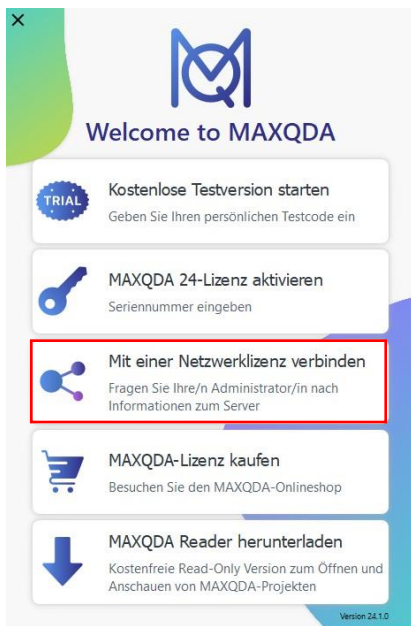 Welcome to MAXQDA
TRIAL
Kostenlose Testversion starten
Geben Sie Ihren persönlichen Testcode ein
MAXQDA 24-Lizenz aktivieren
Seriennummer eingeben
Mit einer Netzwerklizenz verbinden
Fragen Sie Ihre/n Administrator/in nach
Informationen zum Server
MAXQDA-Lizenz kaufen
Besuchen Sie den MAXQDA-Onlineshop
MAXQDA Reader herunterladen
Kostenfreie Read-Only Version zum Öffnen und
Anschauen von MAXQDA-Projekten
Version 24.1.0